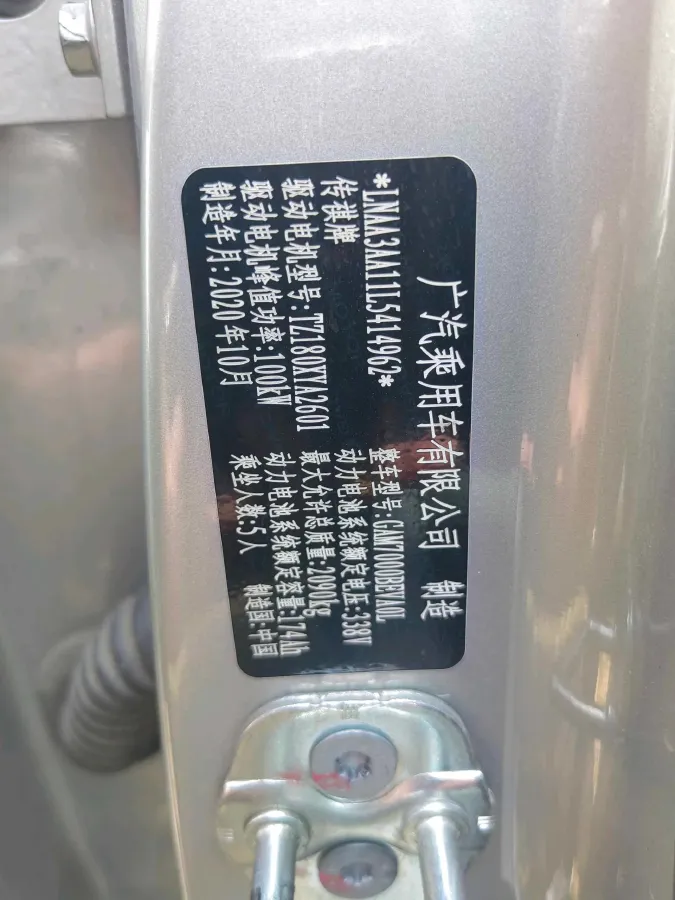 广汽乘用车有限公司 制造
*LNAA3AA11L5414962* 整车型号:GAM7000BEVA0L
传祺牌 动力电池系统额定电压:338V
驱动电机型号:TZ180XYA2601 最大允许总质量:2090kg
驱动电机峰值功率:100kW 动力电池系统额定容量:174Ah
制造年月:2020年10月 乘坐人数:5人 制造国:中国